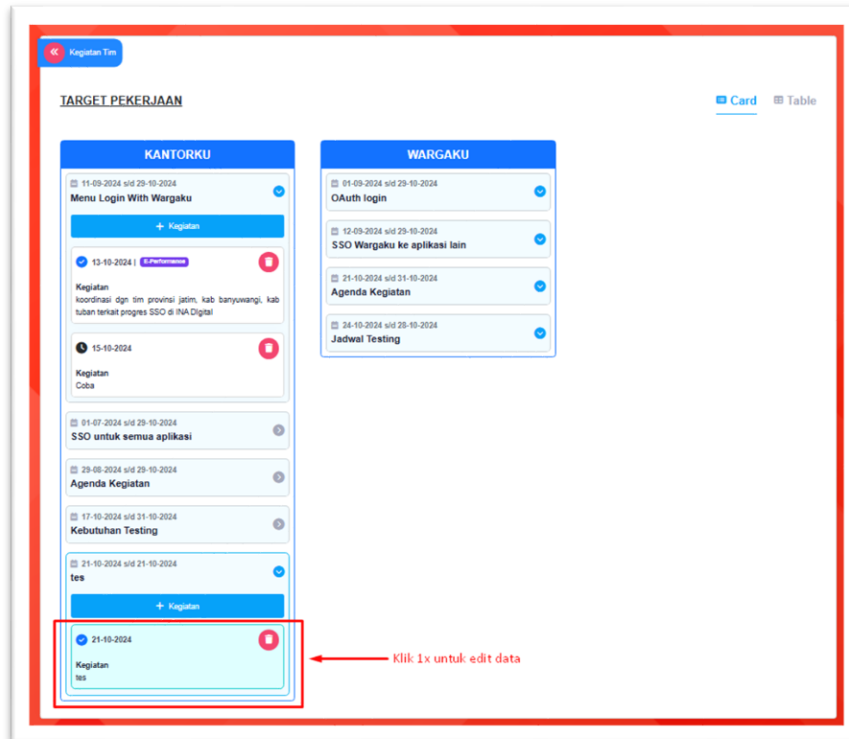 Kegiatan Tim
TARGET PEKERJAAN
Card
Table
KANTORKU
11-09-2024 s/d 29-10-2024
Menu Login With Wargaku
+ Kegiatan
13-10-2024 | E-Performance
Kegiatan
koordinasi dgn tim provinsi jatim, kab banyuwangi, kab
tuban terkait progres SSO di INA DIgital
15-10-2024
Kegiatan
Coba
01-07-2024 s/d 29-10-2024
SSO untuk semua aplikasi
29-08-2024 s/d 29-10-2024
Agenda Kegiatan
17-10-2024 s/d 31-10-2024
Kebutuhan Testing
21-10-2024 s/d 21-10-2024
tes
+ Kegiatan
21-10-2024
Kegiatan
tes
WARGAKU
01-09-2024 s/d 29-10-2024
OAuth login
12-09-2024 s/d 29-10-2024
SSO Wargaku ke aplikasi lain
21-10-2024 s/d 31-10-2024
Agenda Kegiatan
24-10-2024 s/d 28-10-2024
Jadwal Testing
Klik 1x untuk edit data